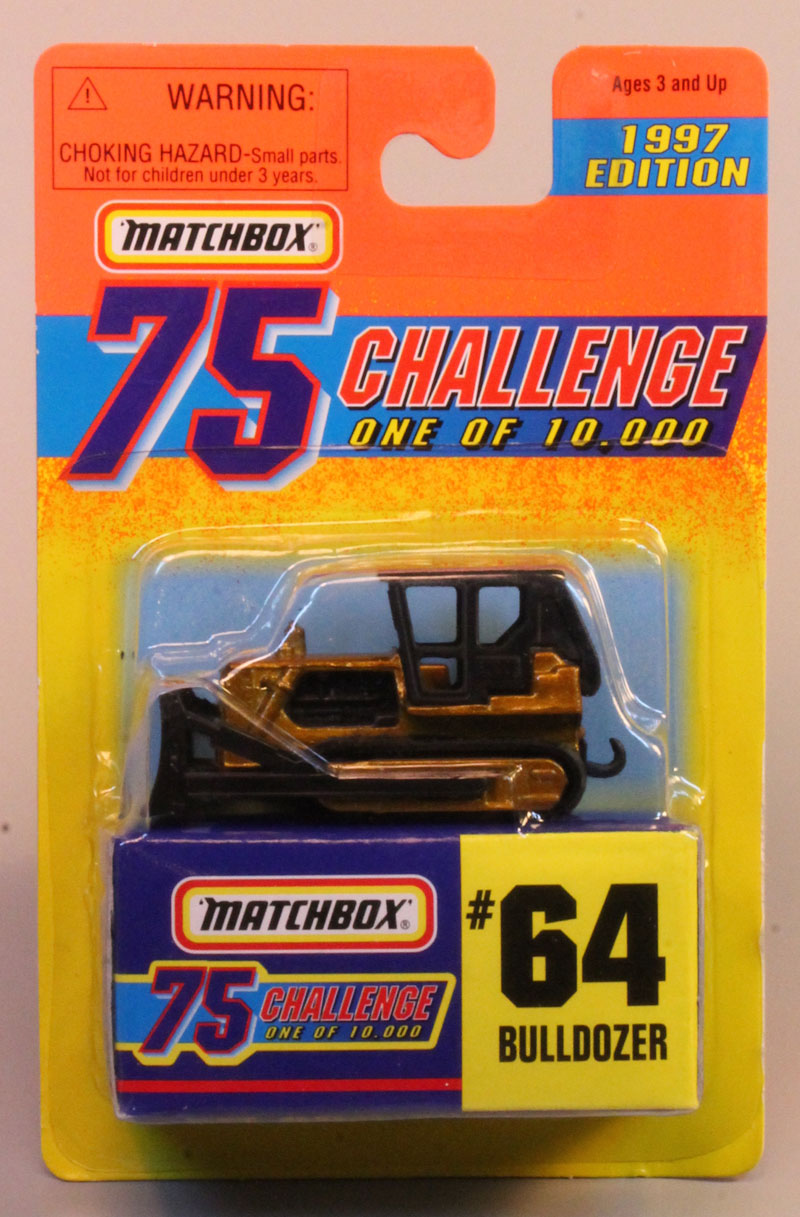 WARNING:
CHOKING HAZARD-Small parts.
Not for children under 3 years.
Ages 3 and Up
1997
EDITION
MATCHBOX®
75 CHALLENGE
ONE OF 10,000
MATCHBOX®
75 CHALLENGE
ONE OF 10,000
#64
BULLDOZER